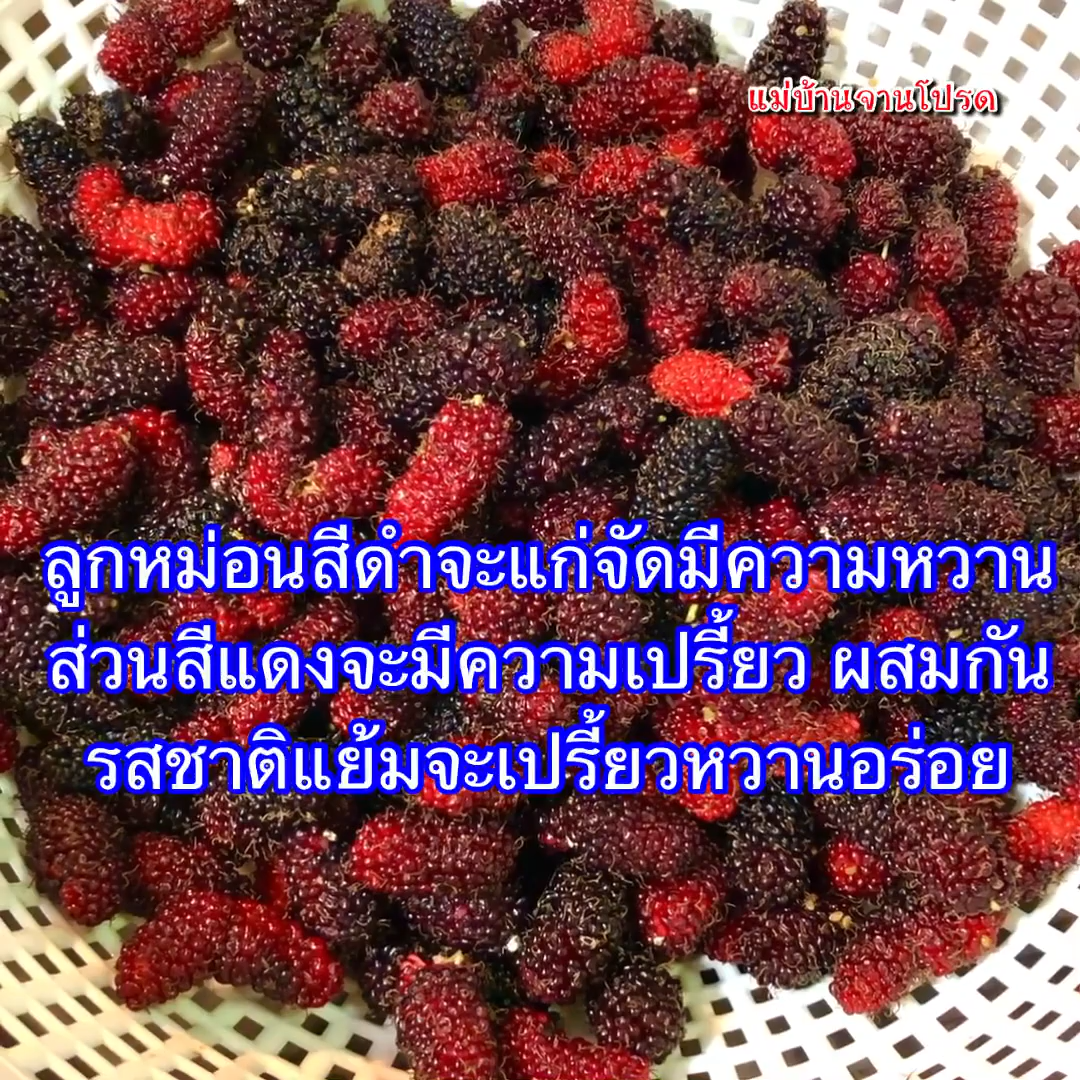 แม่บ้านจานโปรด
ลูกหม่อนสีดำจะแก่จัดมีความหวาน
ส่วนสีแดงจะมีความเปรี้ยว ผสมกัน
รสชาติแย้มจะเปรี้ยวหวานอร่อย